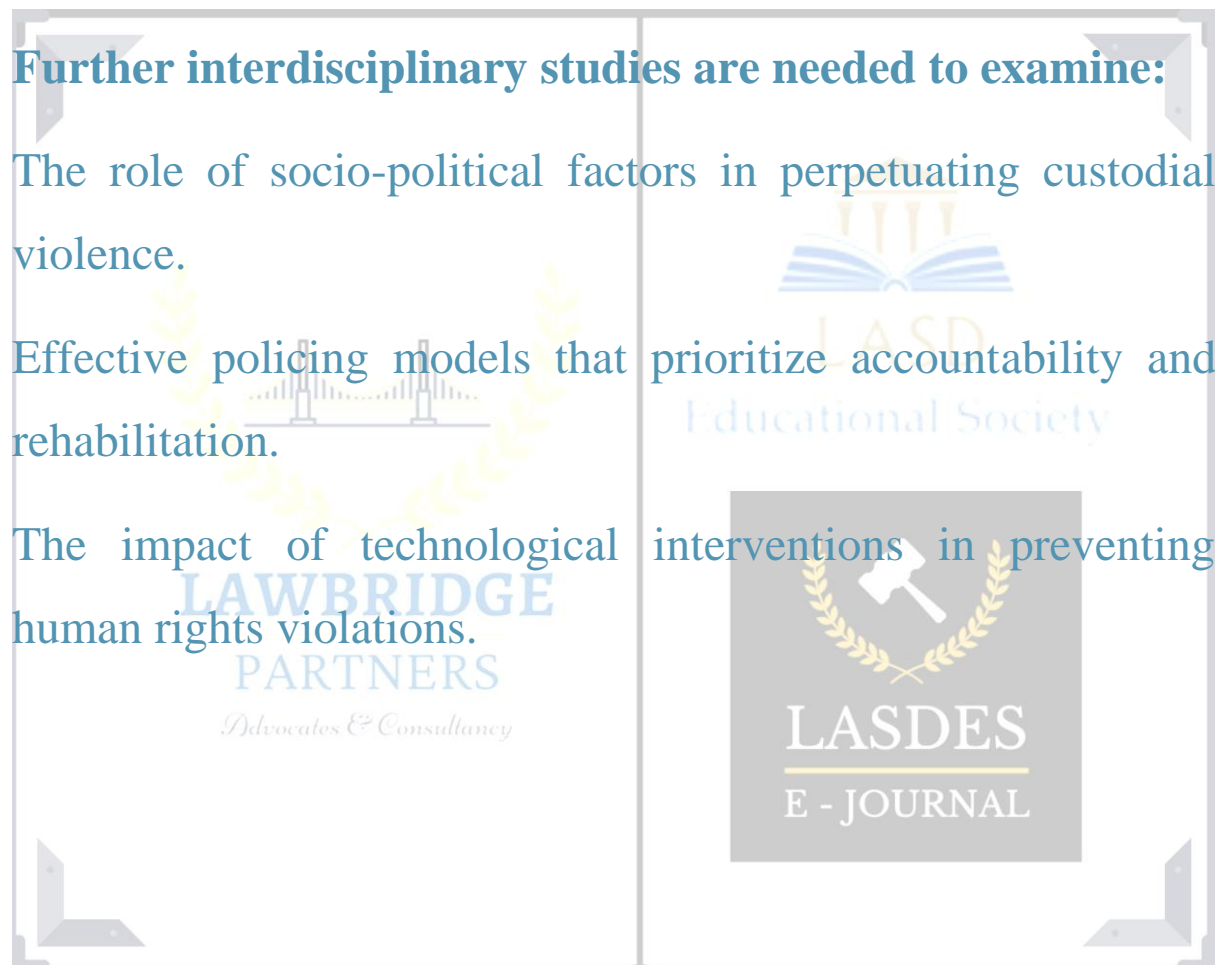 Further interdisciplinary studies are needed to examine:
The role of socio-political factors in perpetuating custodial
violence.
Effective policing models that prioritize accountability and
rehabilitation.
The impact of technological interventions in preventing
human rights violations.
LASD
Educational Society
LAWBRIDGE
PARTNERS
Advocates & Consultancy
LASDES
E - JOURNAL